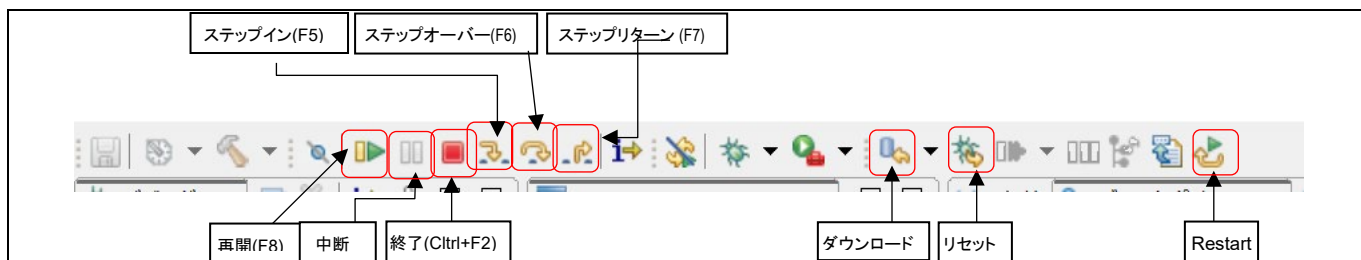 ステップイン(F5)
ステップオーバー(F6)
ステップリターン (F7)
再開(F8)
中断
終了(Cltrl+F2)
ダウンロード
リセット
Restart